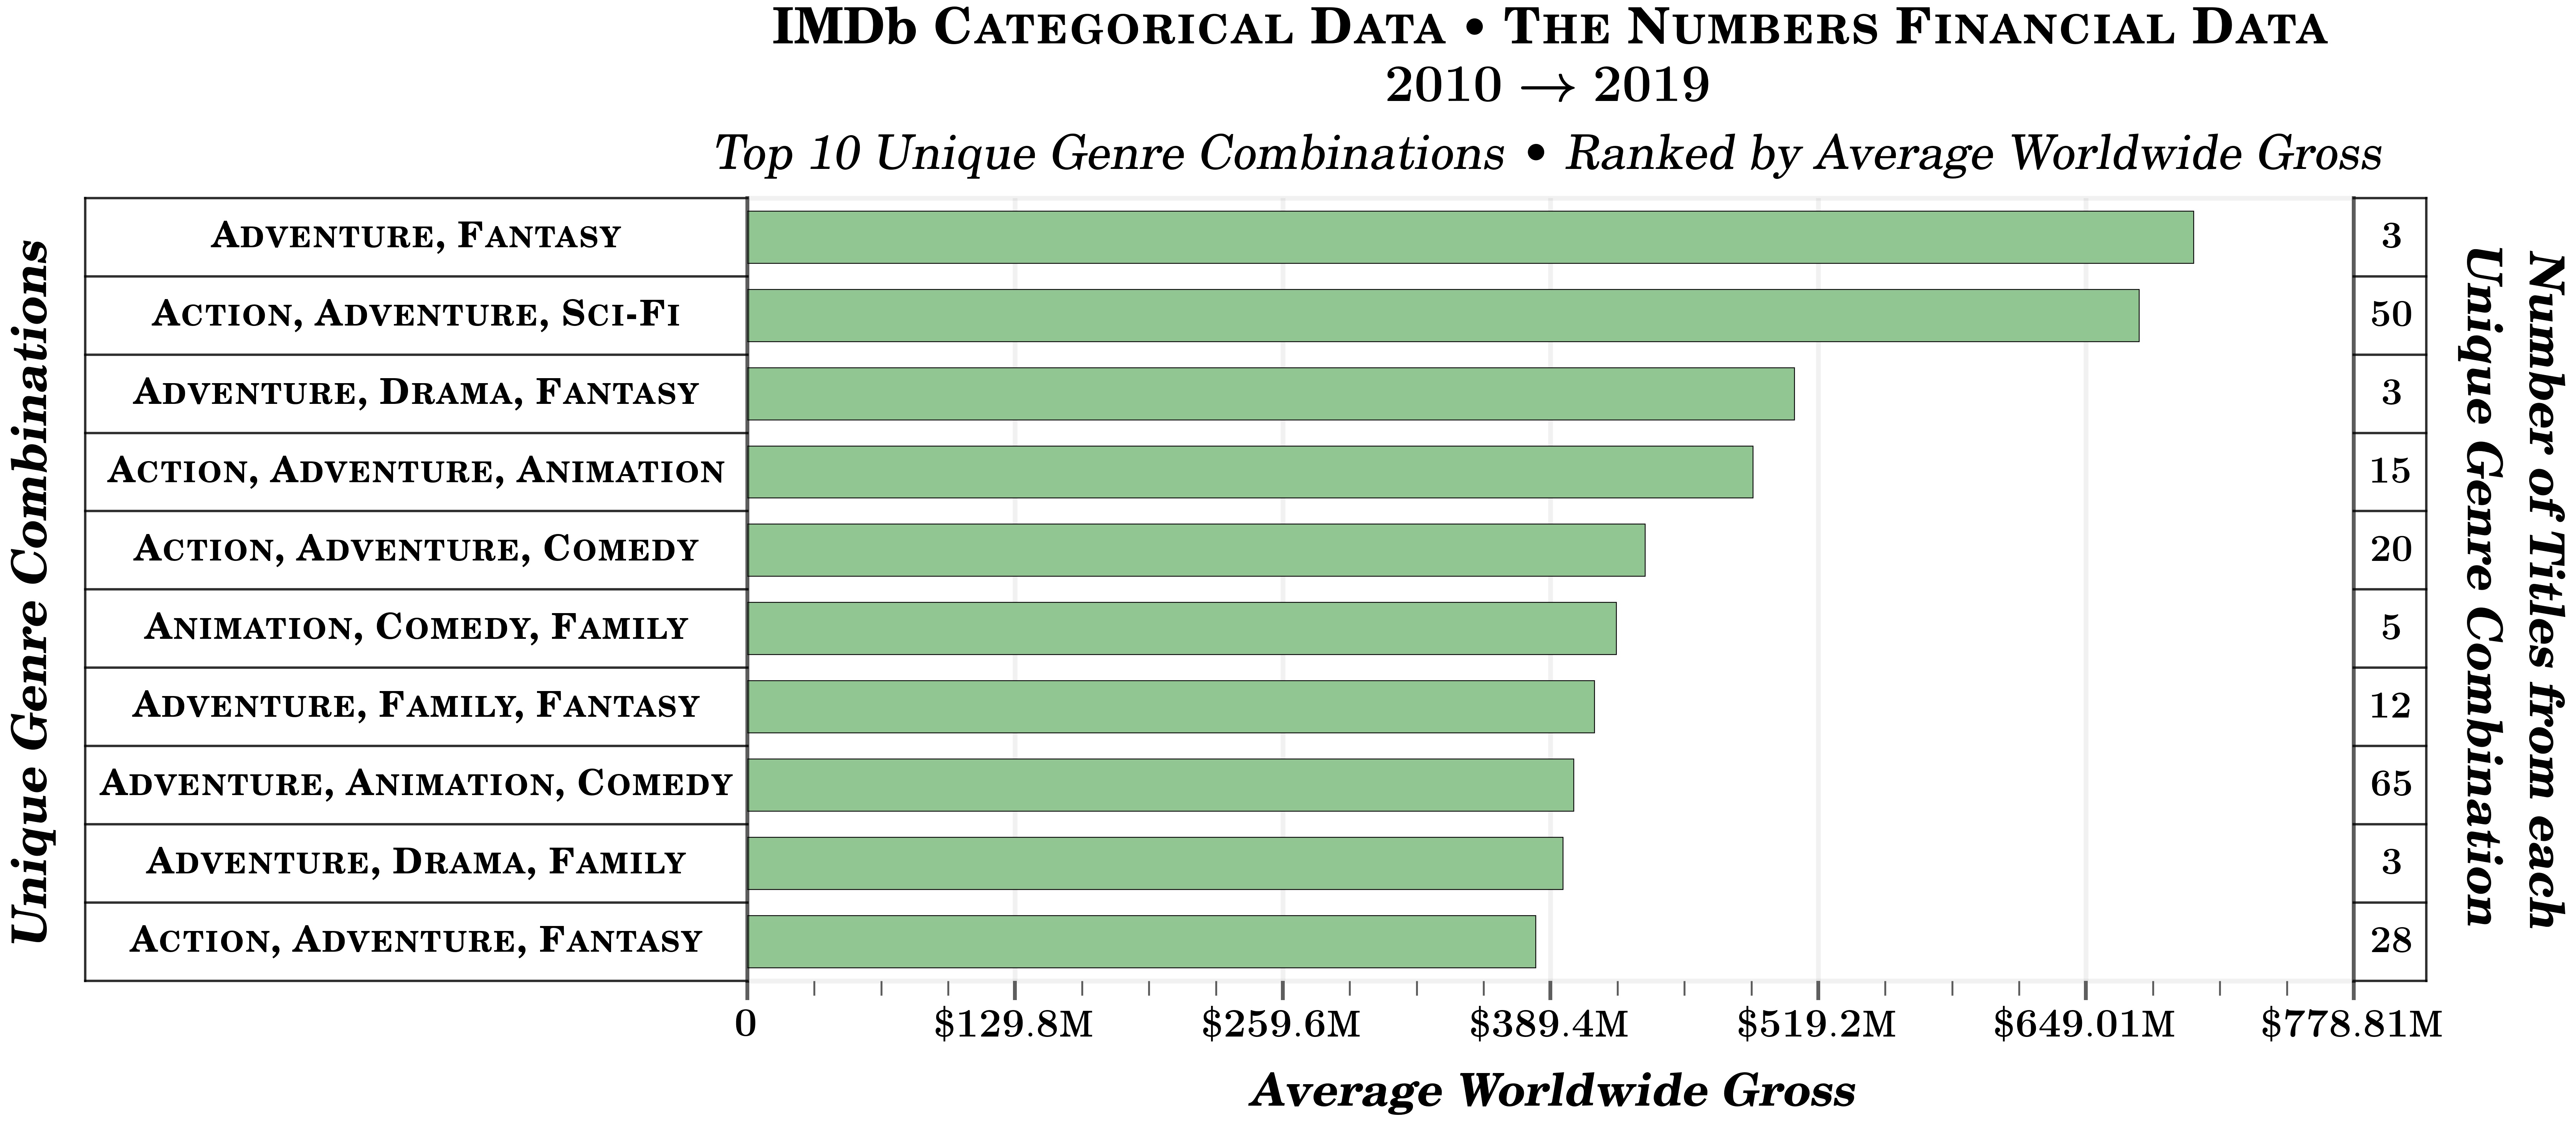 IMDb CATEGORICAL DATA • THE NUMBERS FINANCIAL DATA
2010 → 2019
Top 10 Unique Genre Combinations • Ranked by Average Worldwide Gross
Unique Genre Combinations
ADVENTURE, FANTASY
3
ACTION, ADVENTURE, SCI-FI
50
ADVENTURE, DRAMA, FANTASY
3
ACTION, ADVENTURE, ANIMATION
15
ACTION, ADVENTURE, COMEDY
20
ANIMATION, COMEDY, FAMILY
5
ADVENTURE, FAMILY, FANTASY
12
ADVENTURE, ANIMATION, COMEDY
65
ADVENTURE, DRAMA, FAMILY
3
ACTION, ADVENTURE, FANTASY
28
Number of Titles from each
Unique Genre Combination
0 $129.8M $259.6M $389.4M $519.2M $649.01M $778.81M
Average Worldwide Gross